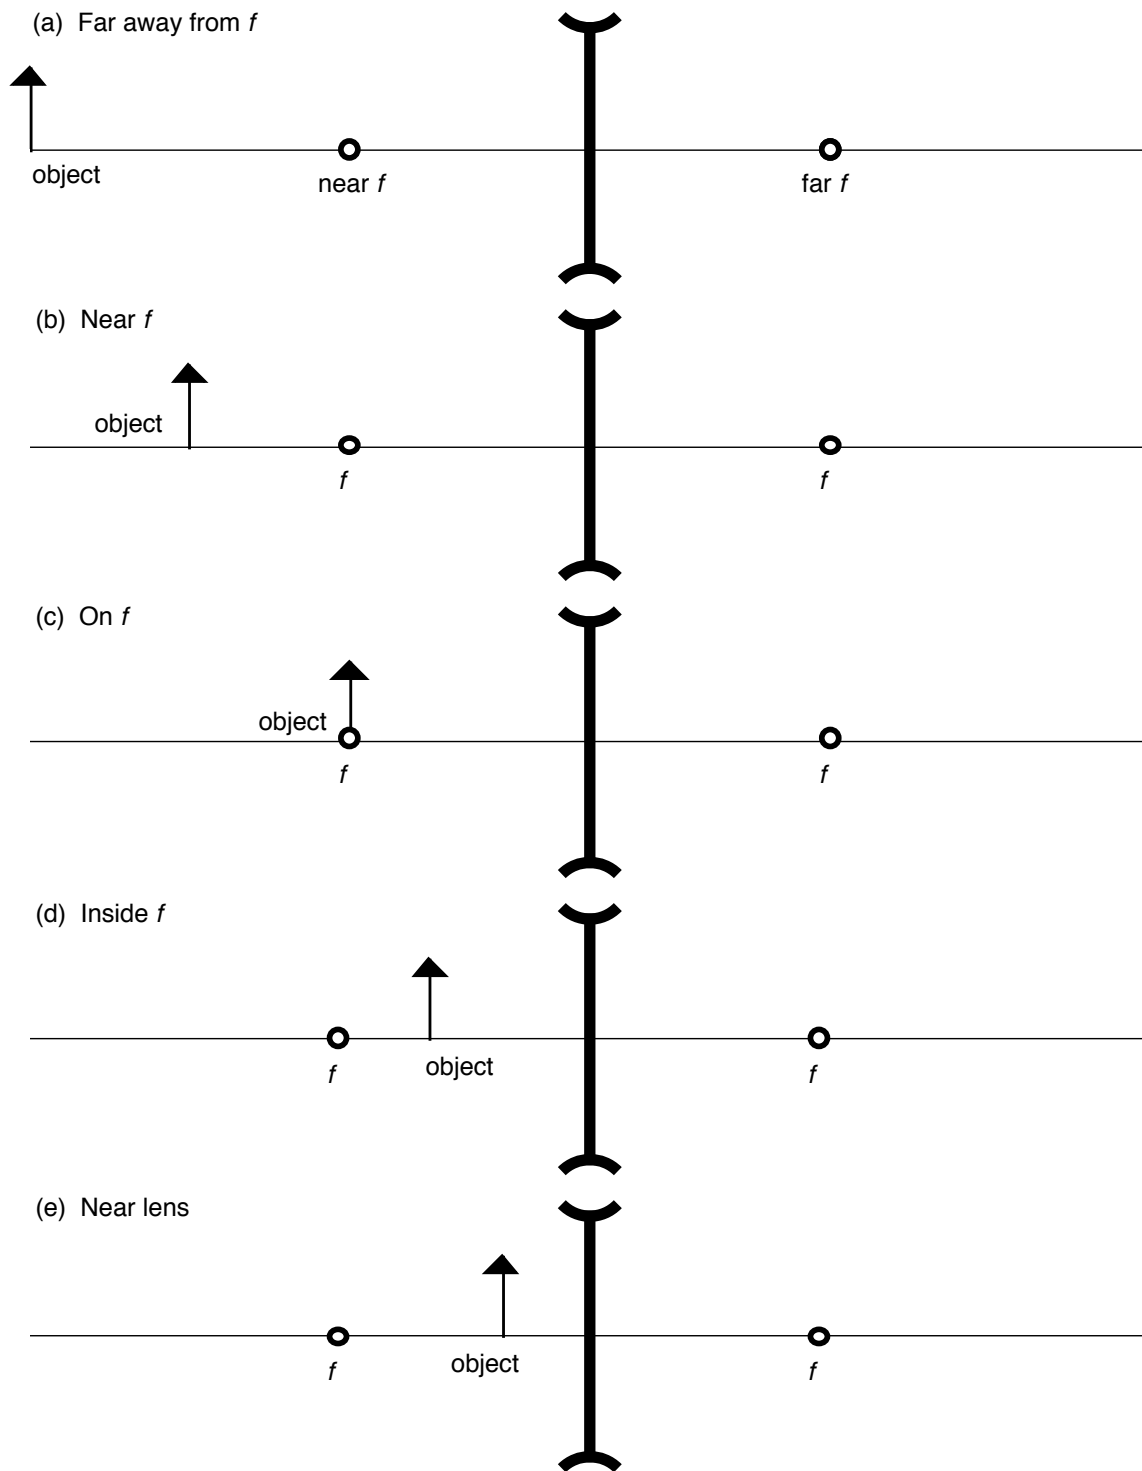 (a) Far away from f
object
near f
far f
(b) Near f
object
f
f
(c) On f
object
f
f
(d) Inside f
object
f
f
(e) Near lens
object
f
f